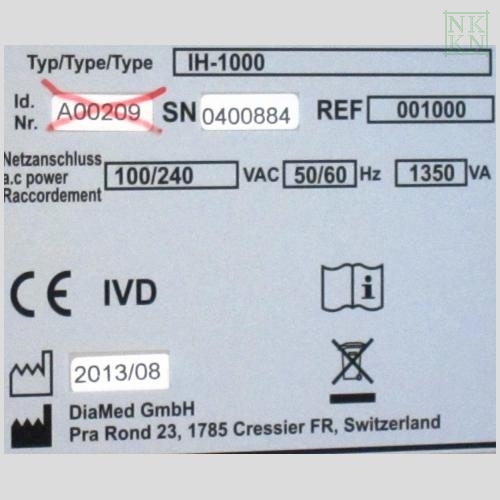 NK
KN
Typ/Type/Type IH-1000
Id. Nr. A00209 SN 0400884 REF 001000
Netzanschluss
a.c power 100/240 VAC 50/60 Hz 1350 VA
Raccordement
CE IVD i
2013/08
DiaMed GmbH
Pra Rond 23, 1785 Cressier FR, Switzerland